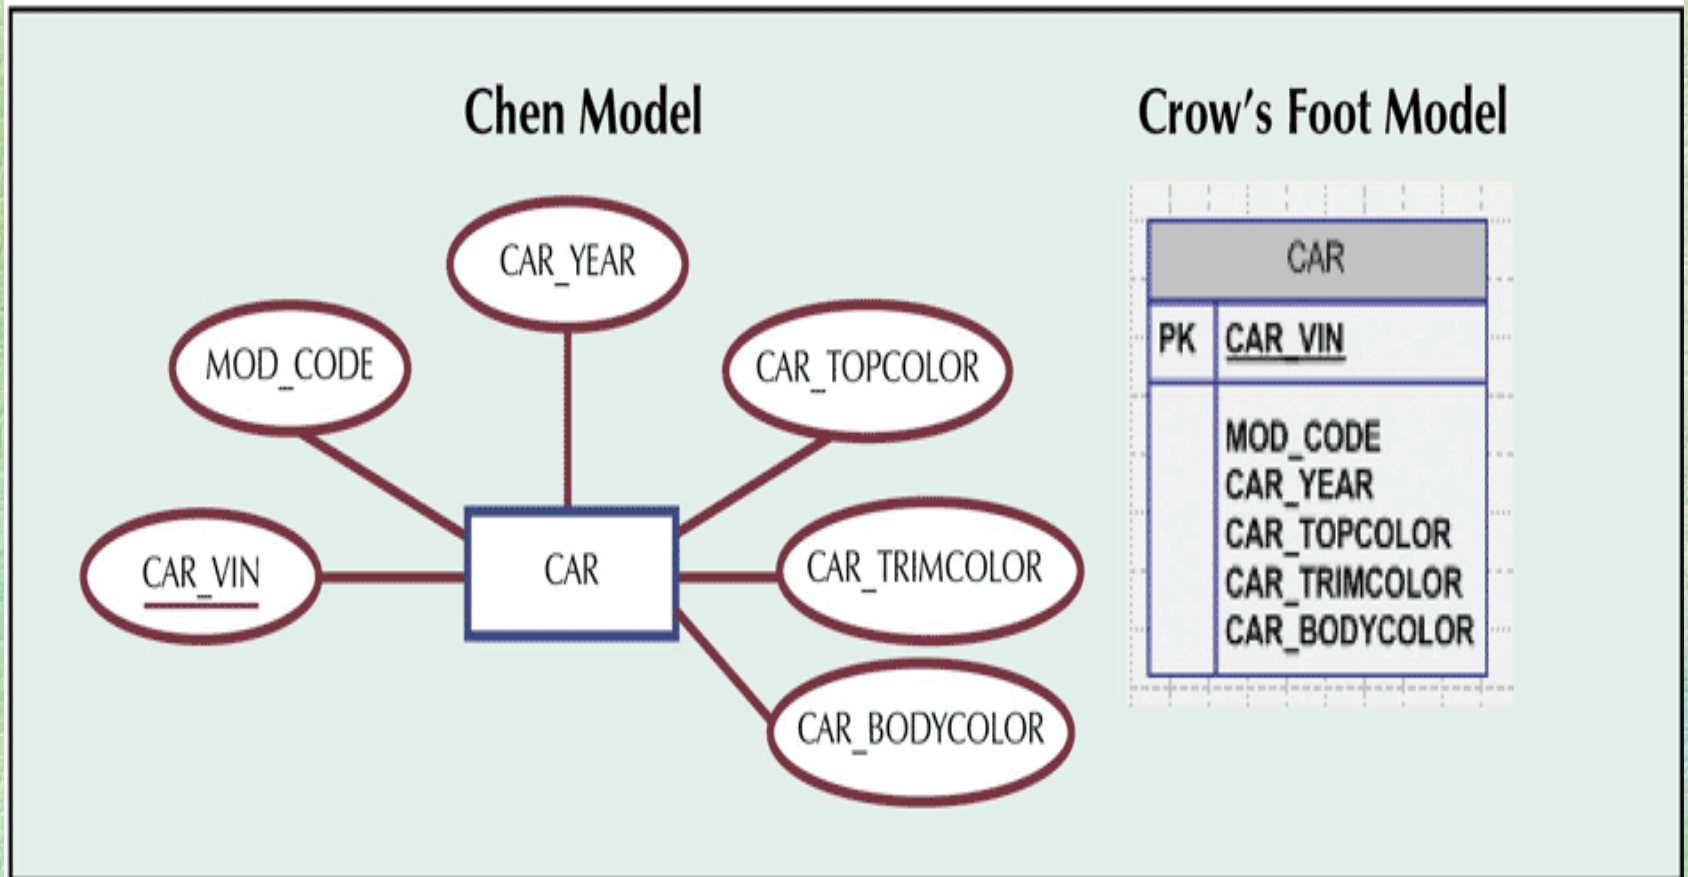 Chen Model
Crow's Foot Model
CAR_YEAR
MOD_CODE
CAR_TOPCOLOR
CAR_VIN
CAR
CAR_TRIMCOLOR
CAR_BODYCOLOR
CAR
PK CAR_VIN
MOD_CODE
CAR_YEAR
CAR_TOPCOLOR
CAR_TRIMCOLOR
CAR_BODYCOLOR